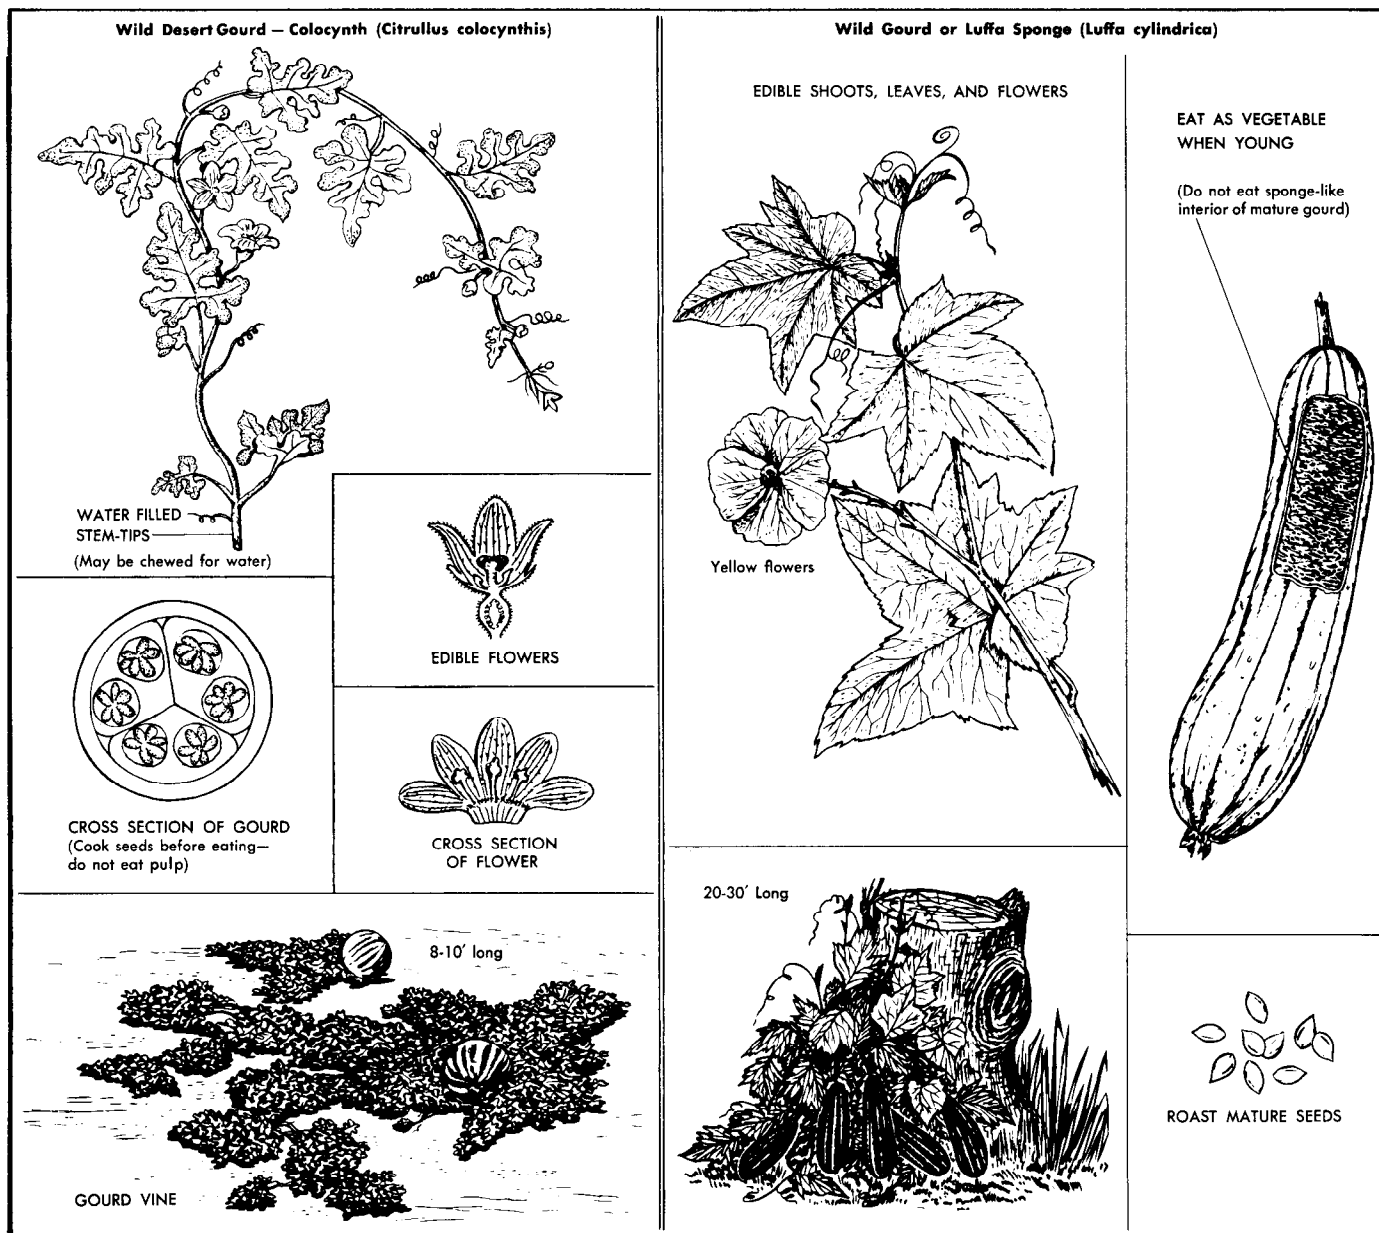 Wild Desert Gourd — Colocynth (Citrullus colocynthis)
WATER FILLED
STEM-TIPS
(May be chewed for water)
EDIBLE FLOWERS
CROSS SECTION OF GOURD
(Cook seeds before eating—
do not eat pulp)
CROSS SECTION
OF FLOWER
8-10′ long
GOURD VINE
Wild Gourd or Luffa Sponge (Luffa cylindrica)
EDIBLE SHOOTS, LEAVES, AND FLOWERS
Yellow flowers
EAT AS VEGETABLE
WHEN YOUNG
(Do not eat sponge-like
interior of mature gourd)
20-30′ Long
ROAST MATURE SEEDS